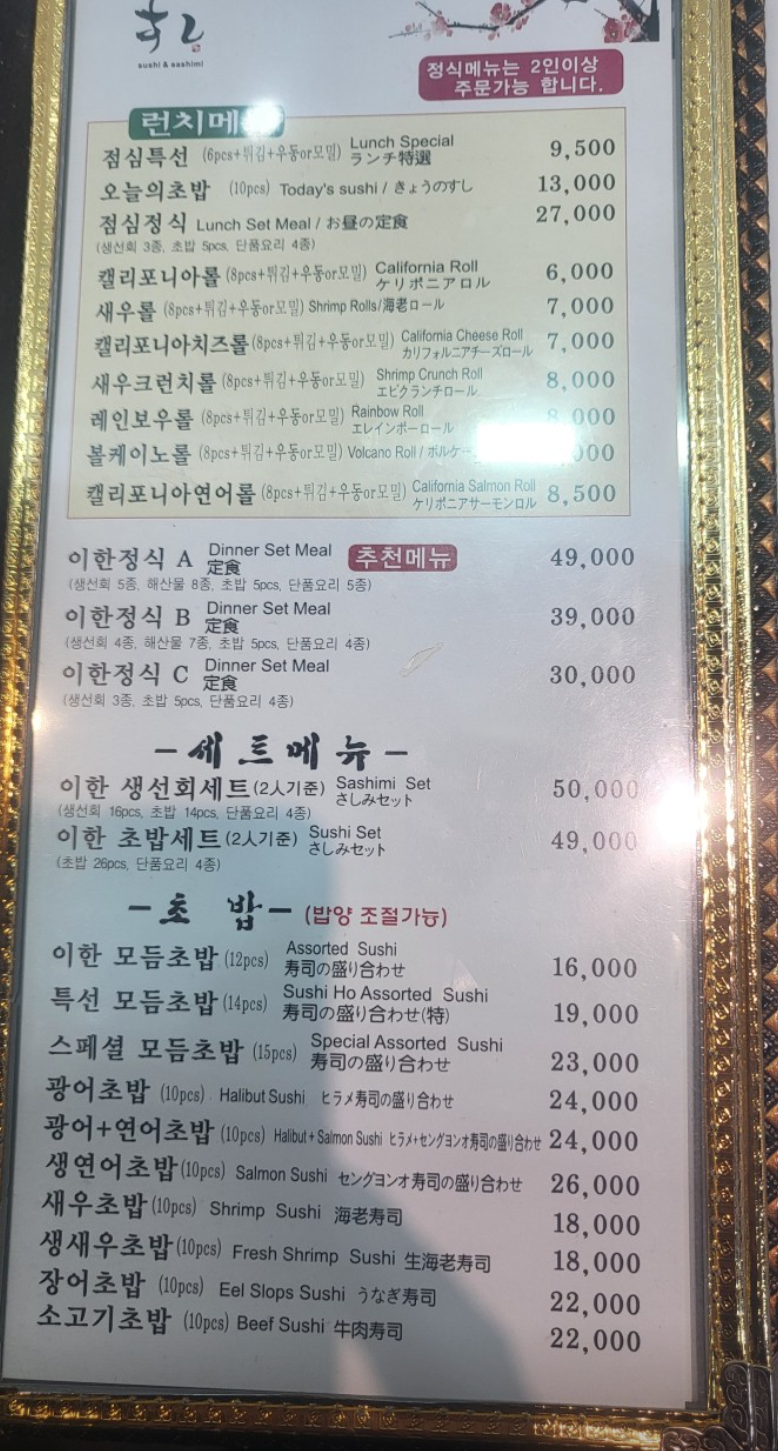 sushi & sashimi
정식메뉴는 2인이상
주문가능 합니다.
런치메
점심특선 (6pcs+튀김+우동or모밀) Lunch Special ランチ特選 9,500
오늘의초밥 (10pcs) Today's sushi / きょうのすし 13,000
점심정식 Lunch Set Meal / お昼の定食 27,000
(생선회 3종, 초밥 5pcs, 단품요리 4종)
캘리포니아롤 (8pcs+튀김+우동or모밀) California Roll ケリポニアロル 6,000
새우롤 (8pcs+튀김+우동or모밀) Shrimp Rolls/海老ロール 7,000
캘리포니아치즈롤 (8pcs+튀김+우동or모밀) California Cheese Roll カリフォルニアチーズロール 7,000
새우크런치롤 (8pcs+튀김+우동or모밀) Shrimp Crunch Roll エビクランチロール 8,000
레인보우롤 (8pcs+튀김+우동or모밀) Rainbow Roll エレインボーロール 8,000
볼케이노롤 (8pcs+튀김+우동or모밀) Volcano Roll / ボルケー 000
캘리포니아연어롤 (8pcs+튀김+우동or모밀) California Salmon Roll ケリポニアサーモンロル 8,500
이한정식 A Dinner Set Meal 定食 추천메뉴 49,000
(생선회 5종, 해산물 8종, 초밥 5pcs, 단품요리 5종)
이한정식 B Dinner Set Meal 定食 39,000
(생선회 4종, 해산물 7종, 초밥 5pcs, 단품요리 4종)
이한정식 C Dinner Set Meal 定食 30,000
(생선회 3종, 초밥 5pcs, 단품요리 4종)
-세트메뉴-
이한 생선회세트(2人기준) Sashimi Set さしみセット 50,000
(생선회 16pcs, 초밥 14pcs, 단품요리 4종)
이한 초밥세트(2人기준) Sushi Set さしみセット 49,000
(초밥 26pcs, 단품요리 4종)
-초 밥- (밥양 조절가능)
이한 모듬초밥 (12pcs) Assorted Sushi 寿司の盛り合わせ 16,000
특선 모듬초밥 (14pcs) Sushi Ho Assorted Sushi 寿司の盛り合わせ(特) 19,000
스페셜 모듬초밥 (15pcs) Special Assorted Sushi 寿司の盛り合わせ 23,000
광어초밥 (10pcs) Halibut Sushi ヒラメ寿司の盛り合わせ 24,000
광어+연어초밥 (10pcs) Halibut + Salmon Sushi ヒラメ+セングヨンオ寿司の盛り合わせ 24,000
생연어초밥(10pcs) Salmon Sushi セングヨンオ寿司の盛り合わせ 26,000
새우초밥(10pcs) Shrimp Sushi 海老寿司 18,000
생새우초밥(10pcs) Fresh Shrimp Sushi 生海老寿司 18,000
장어초밥 (10pcs) Eel Slops Sushi うなぎ寿司 22,000
소고기초밥 (10pcs) Beef Sushi 牛肉寿司 22,000